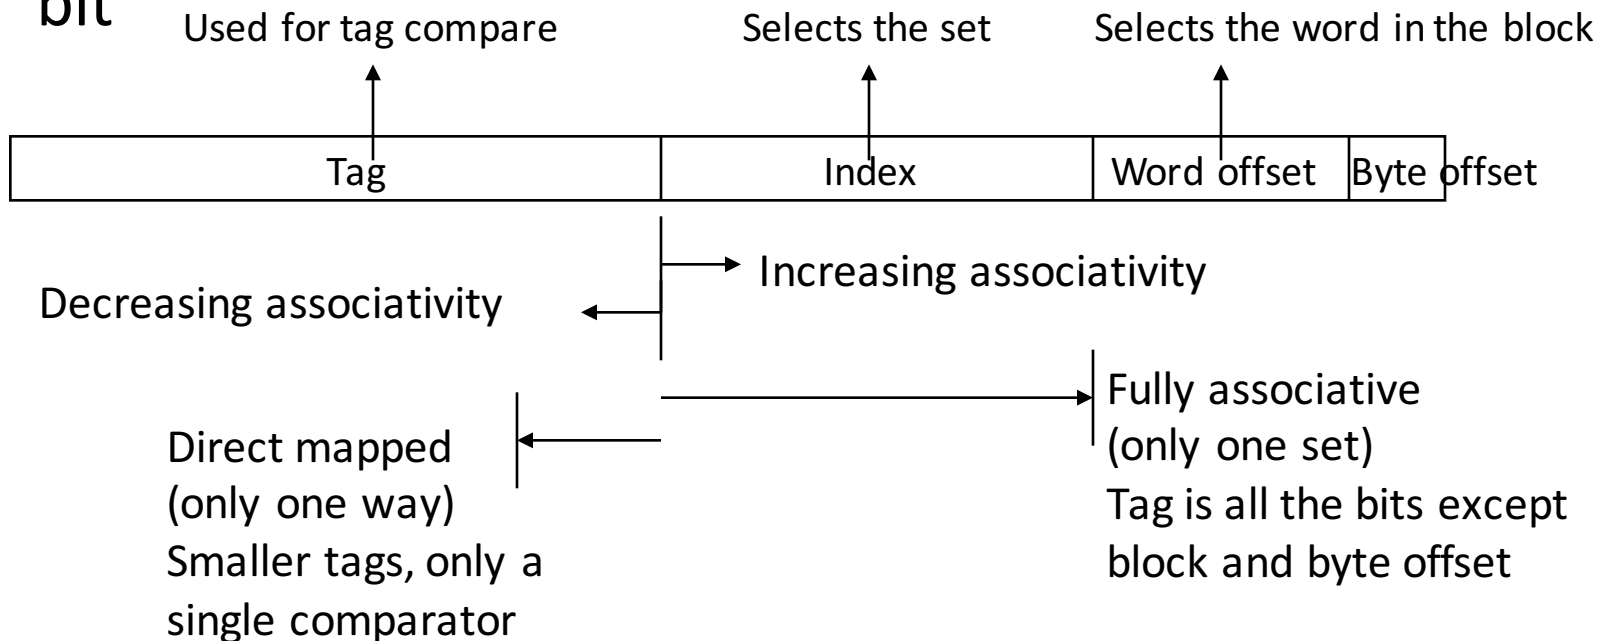 bit
Used for tag compare
Selects the set
Selects the word in the block
Tag
Index
Word offset
Byte offset
Increasing associativity
Decreasing associativity
Fully associative
(only one set)
Tag is all the bits except
block and byte offset
Direct mapped
(only one way)
Smaller tags, only a
single comparator